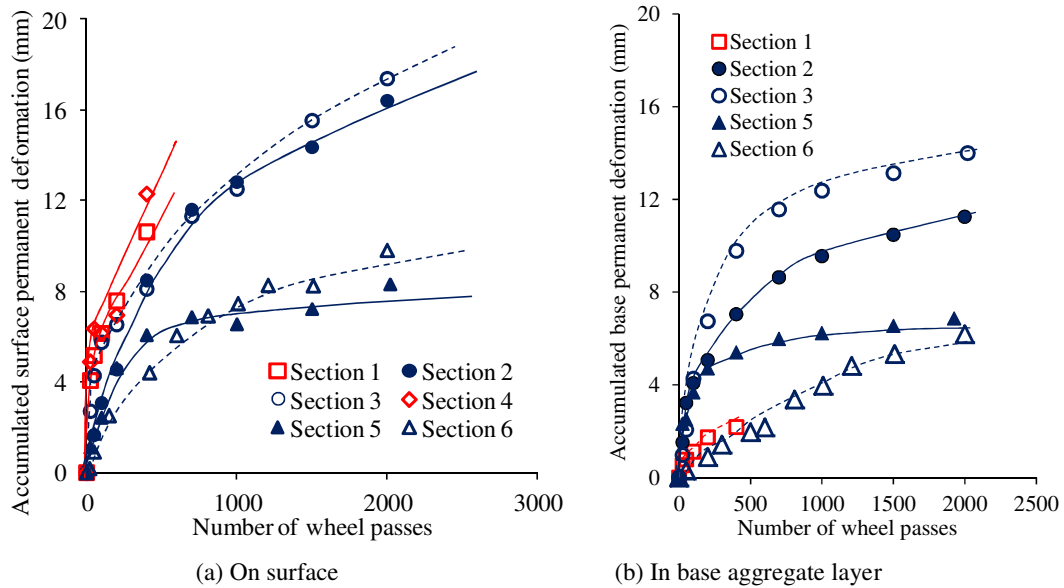 Accumulated surface permanent deformation (mm)
20
16
12
8
4
0
0
1000
2000
3000
Number of wheel passes
Section 1
Section 2
Section 3
Section 4
Section 5
Section 6
(a) On surface
Accumulated base permanent deformation (mm)
20
16
12
8
4
0
0
500
1000
1500
2000
2500
Number of wheel passes
Section 1
Section 2
Section 3
Section 5
Section 6
(b) In base aggregate layer